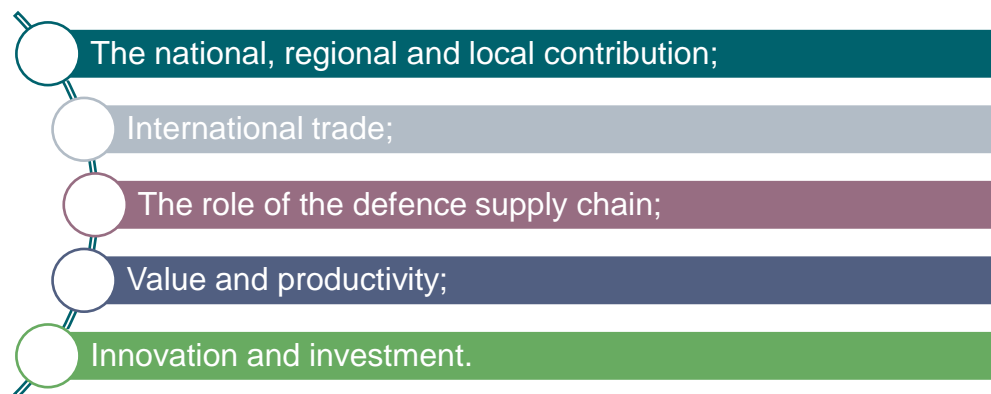 The national, regional and local contribution;
International trade;
The role of the defence supply chain;
Value and productivity;
Innovation and investment.